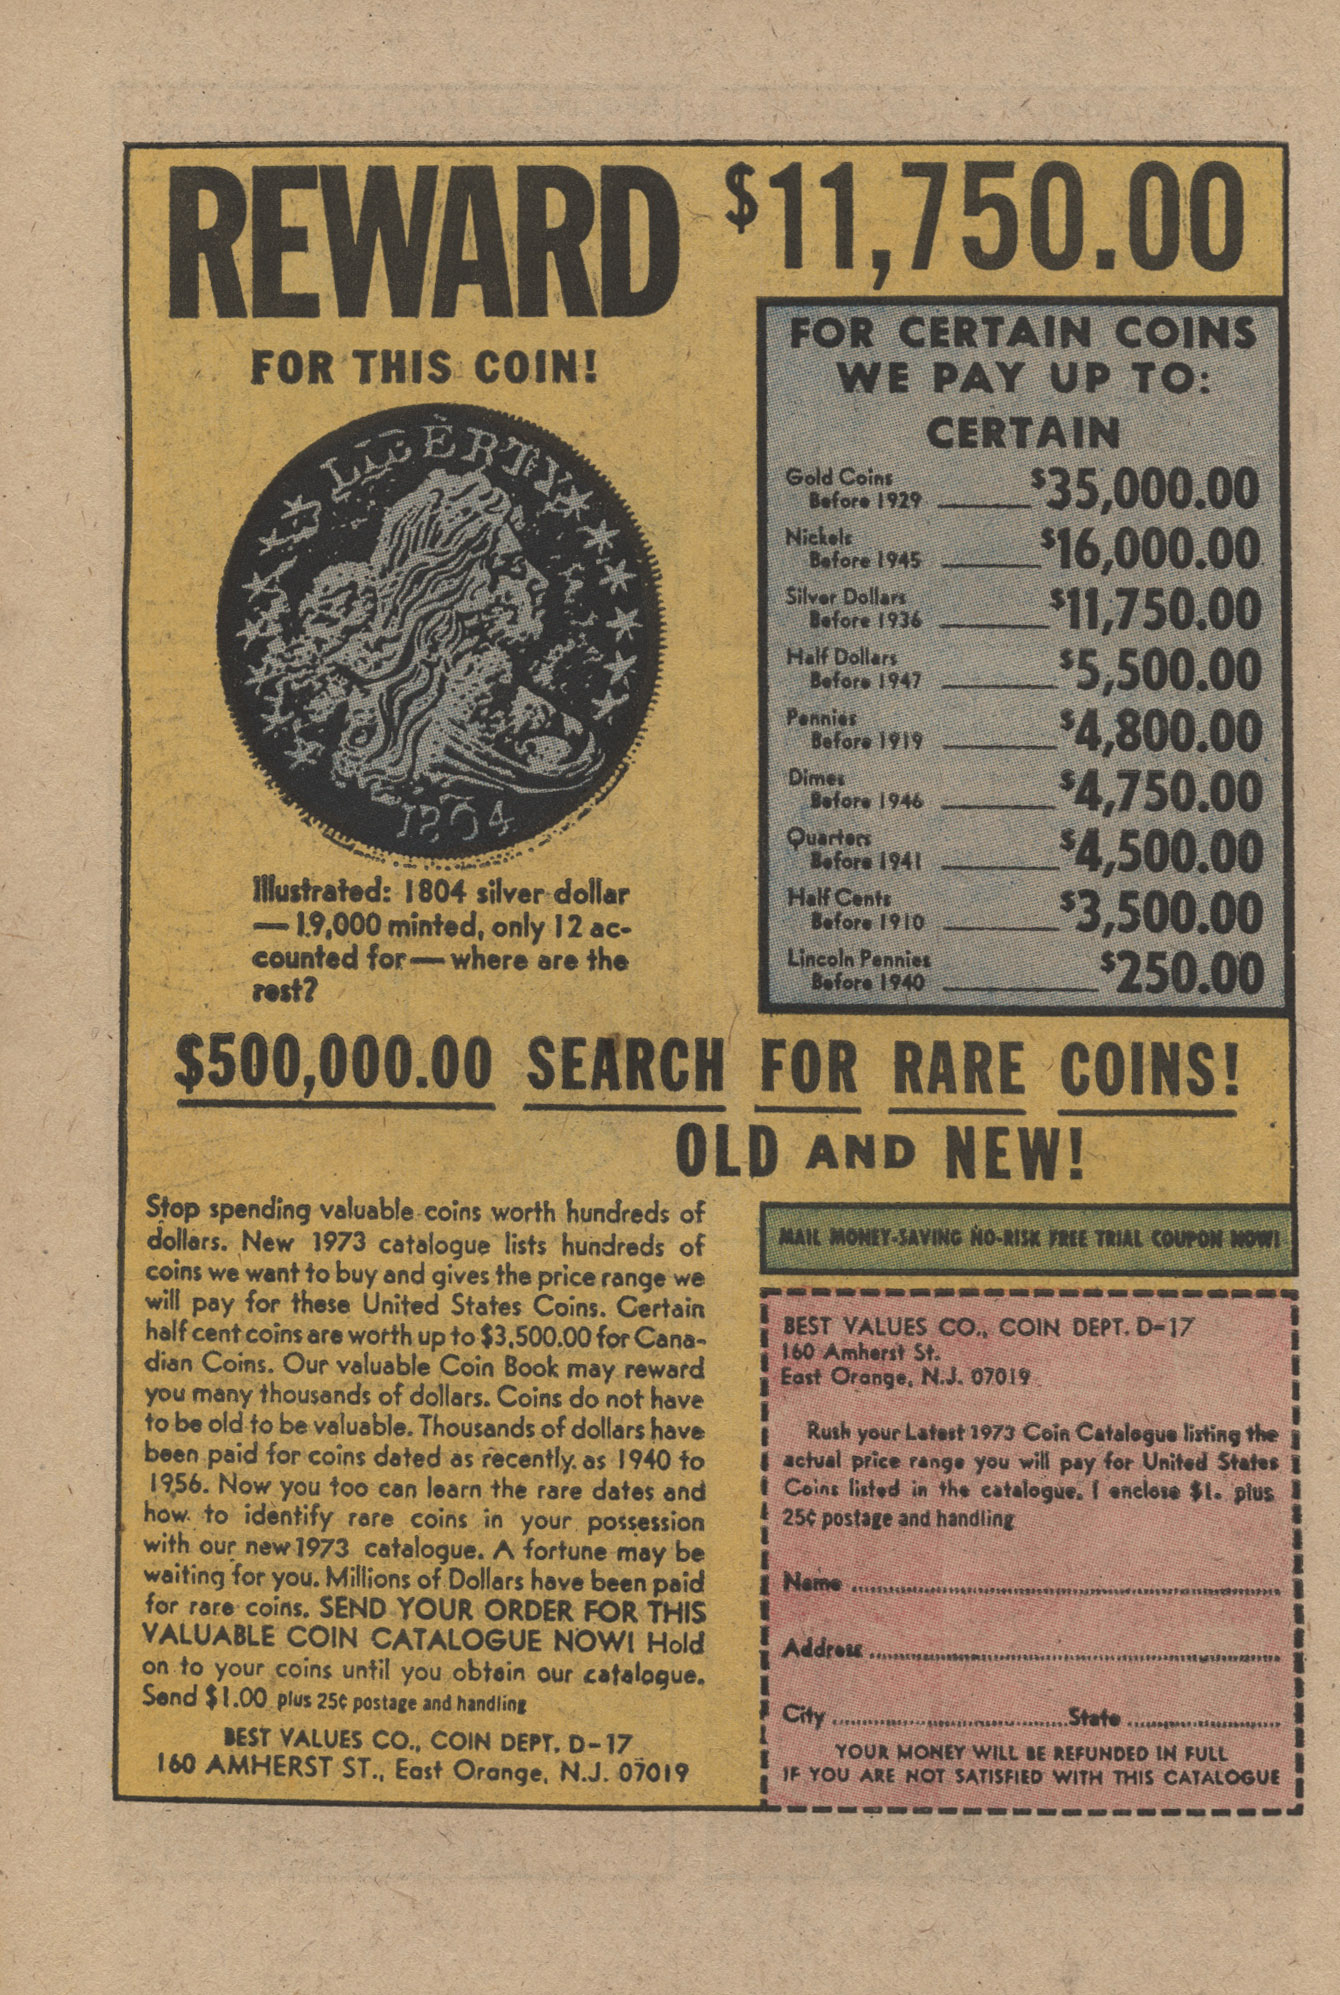 REWARD $11,750.00
FOR THIS COIN!
LIBERTY
1804
Illustrated: 1804 silver dollar
— 19,000 minted, only 12 ac-
counted for — where are the
rest?
FOR CERTAIN COINS
WE PAY UP TO:
CERTAIN
Gold Coins
Before 1929 $35,000.00
Nickels
Before 1945 $16,000.00
Silver Dollars
Before 1936 $11,750.00
Half Dollars
Before 1947 $5,500.00
Pennies
Before 1919 $4,800.00
Dimes
Before 1946 $4,750.00
Quarters
Before 1941 $4,500.00
Half Cents
Before 1910 $3,500.00
Lincoln Pennies
Before 1940 $250.00
$500,000.00 SEARCH FOR RARE COINS!
OLD AND NEW!
Stop spending valuable coins worth hundreds of
dollars. New 1973 catalogue lists hundreds of
coins we want to buy and gives the price range we
will pay for these United States Coins. Certain
half cent coins are worth up to $3,500.00 for Cana-
dian Coins. Our valuable Coin Book may reward
you many thousands of dollars. Coins do not have
to be old to be valuable. Thousands of dollars have
been paid for coins dated as recently as 1940 to
1956. Now you too can learn the rare dates and
how to identify rare coins in your possession
with our new 1973 catalogue. A fortune may be
waiting for you. Millions of Dollars have been paid
for rare coins. SEND YOUR ORDER FOR THIS
VALUABLE COIN CATALOGUE NOW! Hold
on to your coins until you obtain our catalogue.
Send $1.00 plus 25¢ postage and handling
BEST VALUES CO., COIN DEPT. D-17
160 AMHERST ST., East Orange, N.J. 07019
MAIL MONEY-SAVING NO-RISK FREE TRIAL COUPON NOW!
BEST VALUES CO., COIN DEPT. D-17
160 Amherst St.
East Orange, N.J. 07019
Rush your Latest 1973 Coin Catalogue listing the
actual price range you will pay for United States
Coins listed in the catalogue. I enclose $1. plus
25¢ postage and handling
Name
Address
City State
YOUR MONEY WILL BE REFUNDED IN FULL
IF YOU ARE NOT SATISFIED WITH THIS CATALOGUE